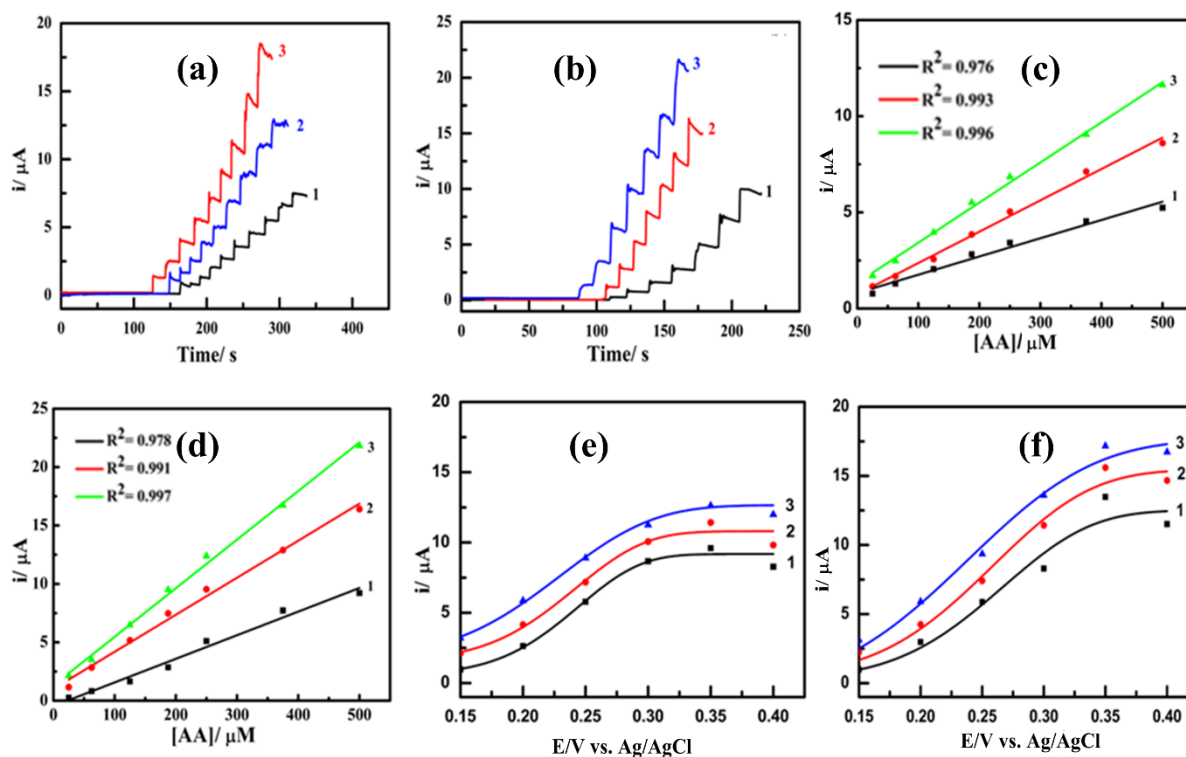 (a)
i/ µA
20
15
10
5
0
0 100 200 300 400
Time/ s
1
2
3
(b)
i/ µA
25
20
15
10
5
0
0 50 100 150 200 250
Time/ s
1
2
3
(c)
R2= 0.976
R2= 0.993
R2= 0.996
i/ µA
15
10
5
0
0 100 200 300 400 500
[AA]/ µM
1
2
3
(d)
R2= 0.978
R2= 0.991
R2= 0.997
i/ µA
25
20
15
10
5
0
0 100 200 300 400 500
[AA]/ µM
1
2
3
(e)
i/ µA
20
15
10
5
0
0.15 0.20 0.25 0.30 0.35 0.40
E/V vs. Ag/AgCl
1
2
3
(f)
i/ µA
20
15
10
5
0
0.15 0.20 0.25 0.30 0.35 0.40
E/V vs. Ag/AgCl
1
2
3